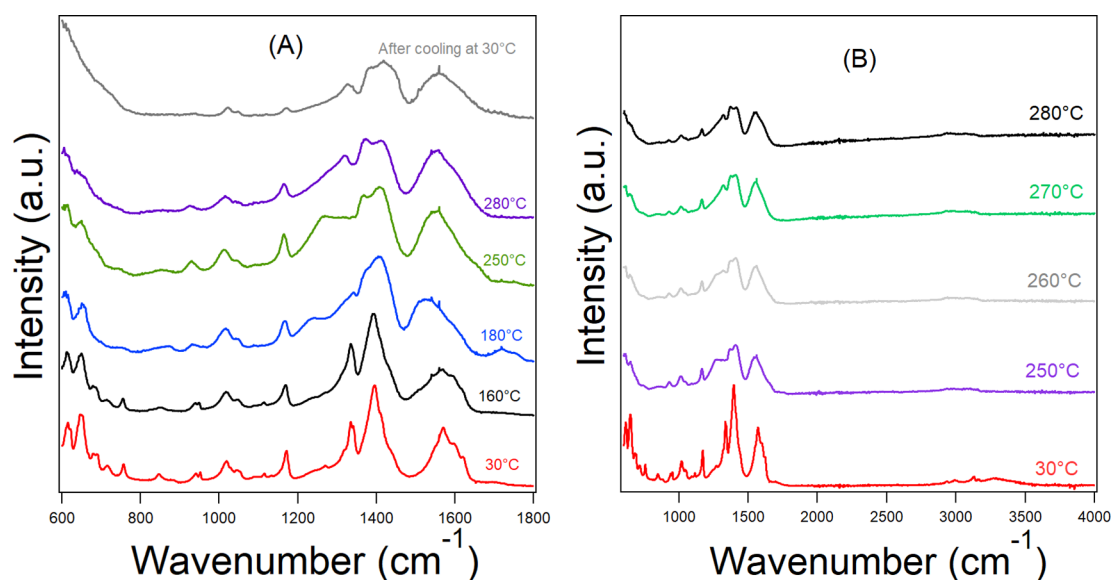 (A)
After cooling at 30°C
280°C
250°C
180°C
160°C
30°C
Intensity (a.u.)
600 800 1000 1200 1400 1600 1800
Wavenumber (cm-1)
(B)
280°C
270°C
260°C
250°C
30°C
Intensity (a.u.)
1000 1500 2000 2500 3000 3500 4000
Wavenumber (cm-1)